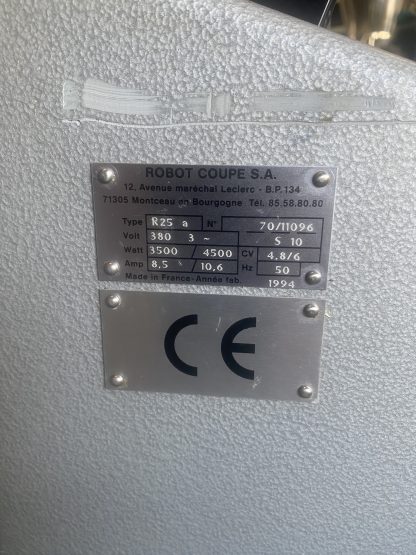 ROBOT COUPE S.A.
12, Avenue maréchal Leclerc - B.P. 134
71305 Montceau en Bourgogne Tél. 85.58.80.80
Type R25 a N° 70/11096
Volt 380 3 ~ S 10
Watt 3500 / 4500 CV 4,8/6
Amp 8,5 / 10,6 Hz 50
Made in France-Année fab. 1994
CE